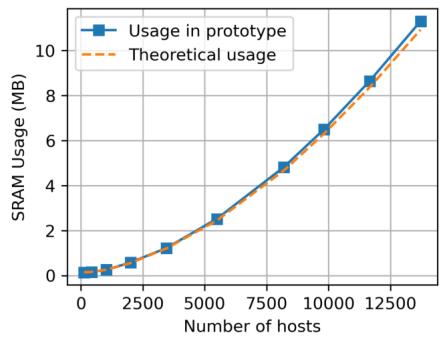 Usage in prototype
Theoretical usage
10
8
6
4
2
0
SRAM Usage (MB)
0 2500 5000 7500 10000 12500
Number of hosts